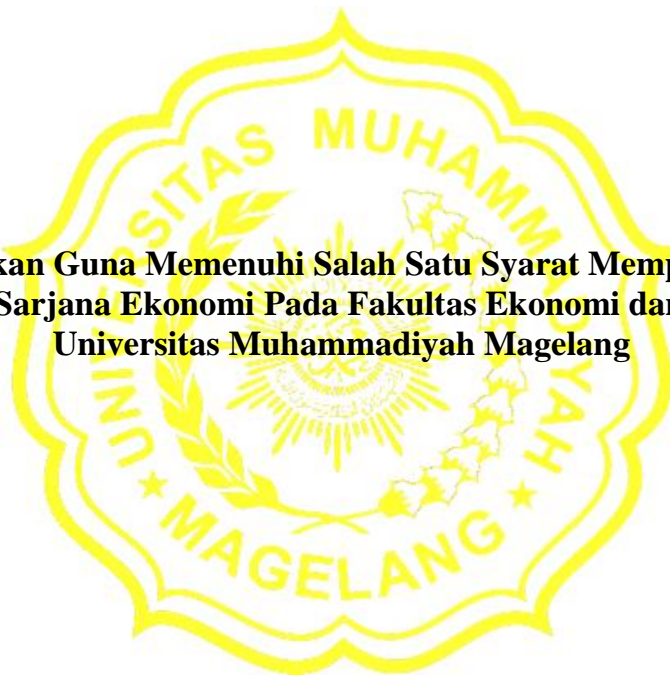 UNIVERSITAS MUHAMMADIYAH
kan Guna Memenuhi Salah Satu Syarat Memp
Sarjana Ekonomi Pada Fakultas Ekonomi dan
Universitas Muhammadiyah Magelang
MAGELANG